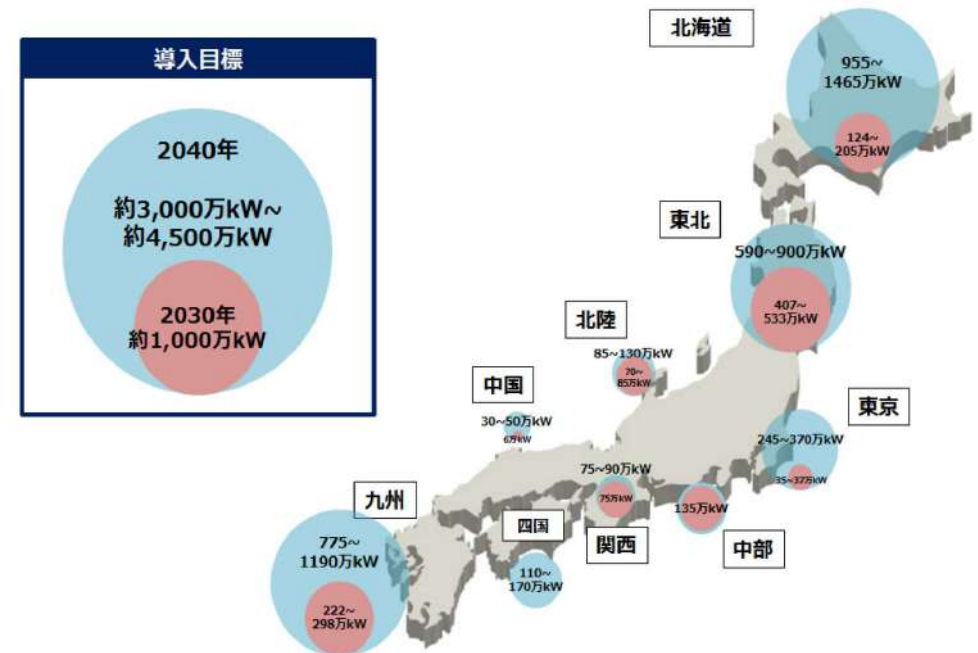 導入目標
2040年
約3,000万kW~
約4,500万kW
2030年
約1,000万kW
北海道
955~
1465万kW
124~
205万kW
東北
590~900万kW
407~
533万kW
北陸
85~130万kW
70~
85万kW
中国
30~50万kW
6万kW
東京
245~370万kW
35~37万kW
75~90万kW
75万kW
関西
135万kW
中部
九州
775~
1190万kW
222~
298万kW
四国
110~
170万kW